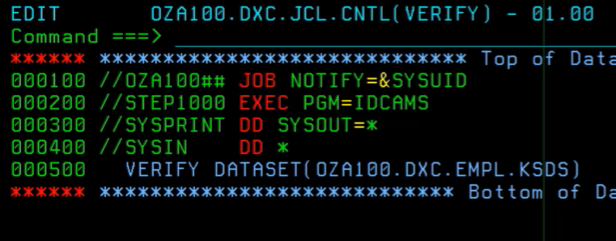 EDIT       OZA100.DXC.JCL.CNTL(VERIFY) - 01.00
Command ===>
****** **************************** Top of Data
000100 //OZA100## JOB NOTIFY=&SYSUID
000200 //STEP1000 EXEC PGM=IDCAMS
000300 //SYSPRINT DD SYSOUT=*
000400 //SYSIN    DD *
000500   VERIFY DATASET(OZA100.DXC.EMPL.KSDS)
****** *************************** Bottom of Da